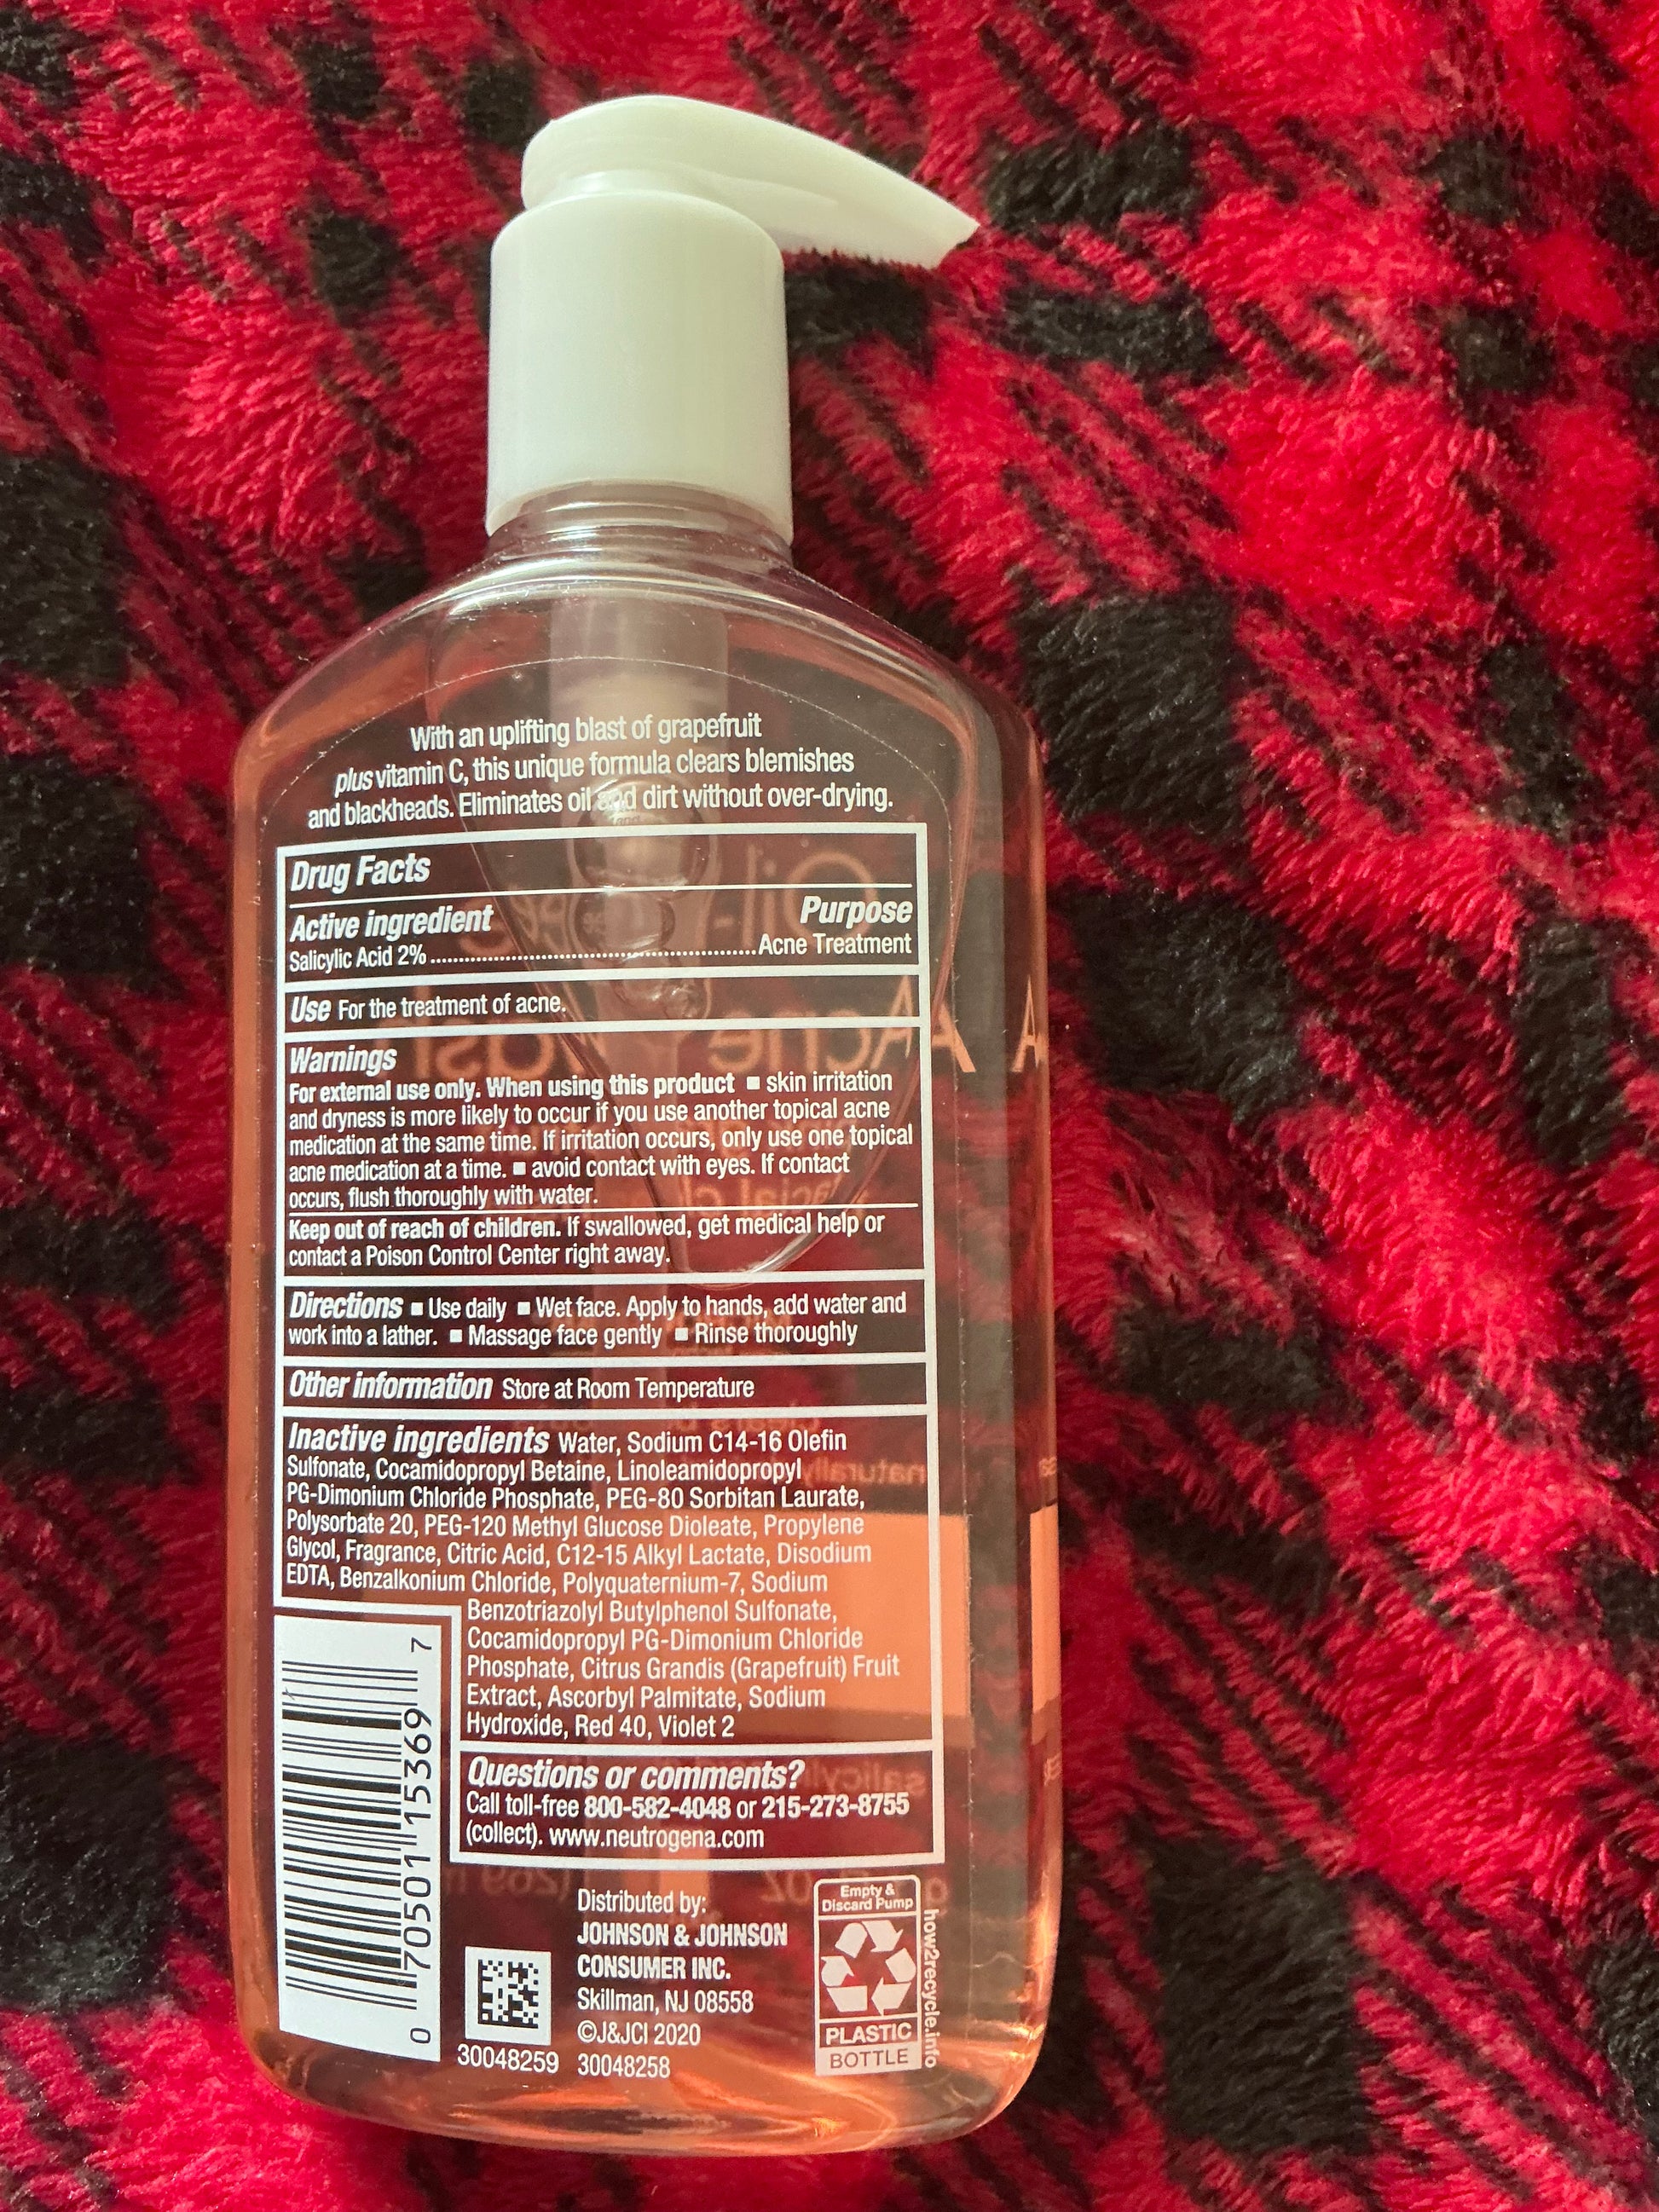 With an uplifting blast of grapefruit
plus vitamin C, this unique formula clears blemishes
and blackheads. Eliminates oil and dirt without over-drying.
Drug Facts
Active ingredient Purpose
Salicylic Acid 2%..........................................................Acne Treatment
Use For the treatment of acne.
Warnings
For external use only. When using this product ■ skin irritation
and dryness is more likely to occur if you use another topical acne
medication at the same time. If irritation occurs, only use one topical
acne medication at a time. ■ avoid contact with eyes. If contact
occurs, flush thoroughly with water.
Keep out of reach of children. If swallowed, get medical help or
contact a Poison Control Center right away.
Directions ■ Use daily ■ Wet face. Apply to hands, add water and
work into a lather. ■ Massage face gently ■ Rinse thoroughly
Other information Store at Room Temperature
Inactive ingredients Water, Sodium C14-16 Olefin
Sulfonate, Cocamidopropyl Betaine, Linoleamidopropyl
PG-Dimonium Chloride Phosphate, PEG-80 Sorbitan Laurate,
Polysorbate 20, PEG-120 Methyl Glucose Dioleate, Propylene
Glycol, Fragrance, Citric Acid, C12-15 Alkyl Lactate, Disodium
EDTA, Benzalkonium Chloride, Polyquaternium-7, Sodium
Benzotriazolyl Butylphenol Sulfonate,
Cocamidopropyl PG-Dimonium Chloride
Phosphate, Citrus Grandis (Grapefruit) Fruit
Extract, Ascorbyl Palmitate, Sodium
Hydroxide, Red 40, Violet 2
Questions or comments?
Call toll-free 800-582-4048 or 215-273-8755
(collect). www.neutrogena.com
0 70501 15369 7
30048259
Distributed by:
JOHNSON & JOHNSON
CONSUMER INC.
Skillman, NJ 08558
©J&JCI 2020
30048258
Empty &
Discard Pump
PLASTIC
BOTTLE
how2recycle.info